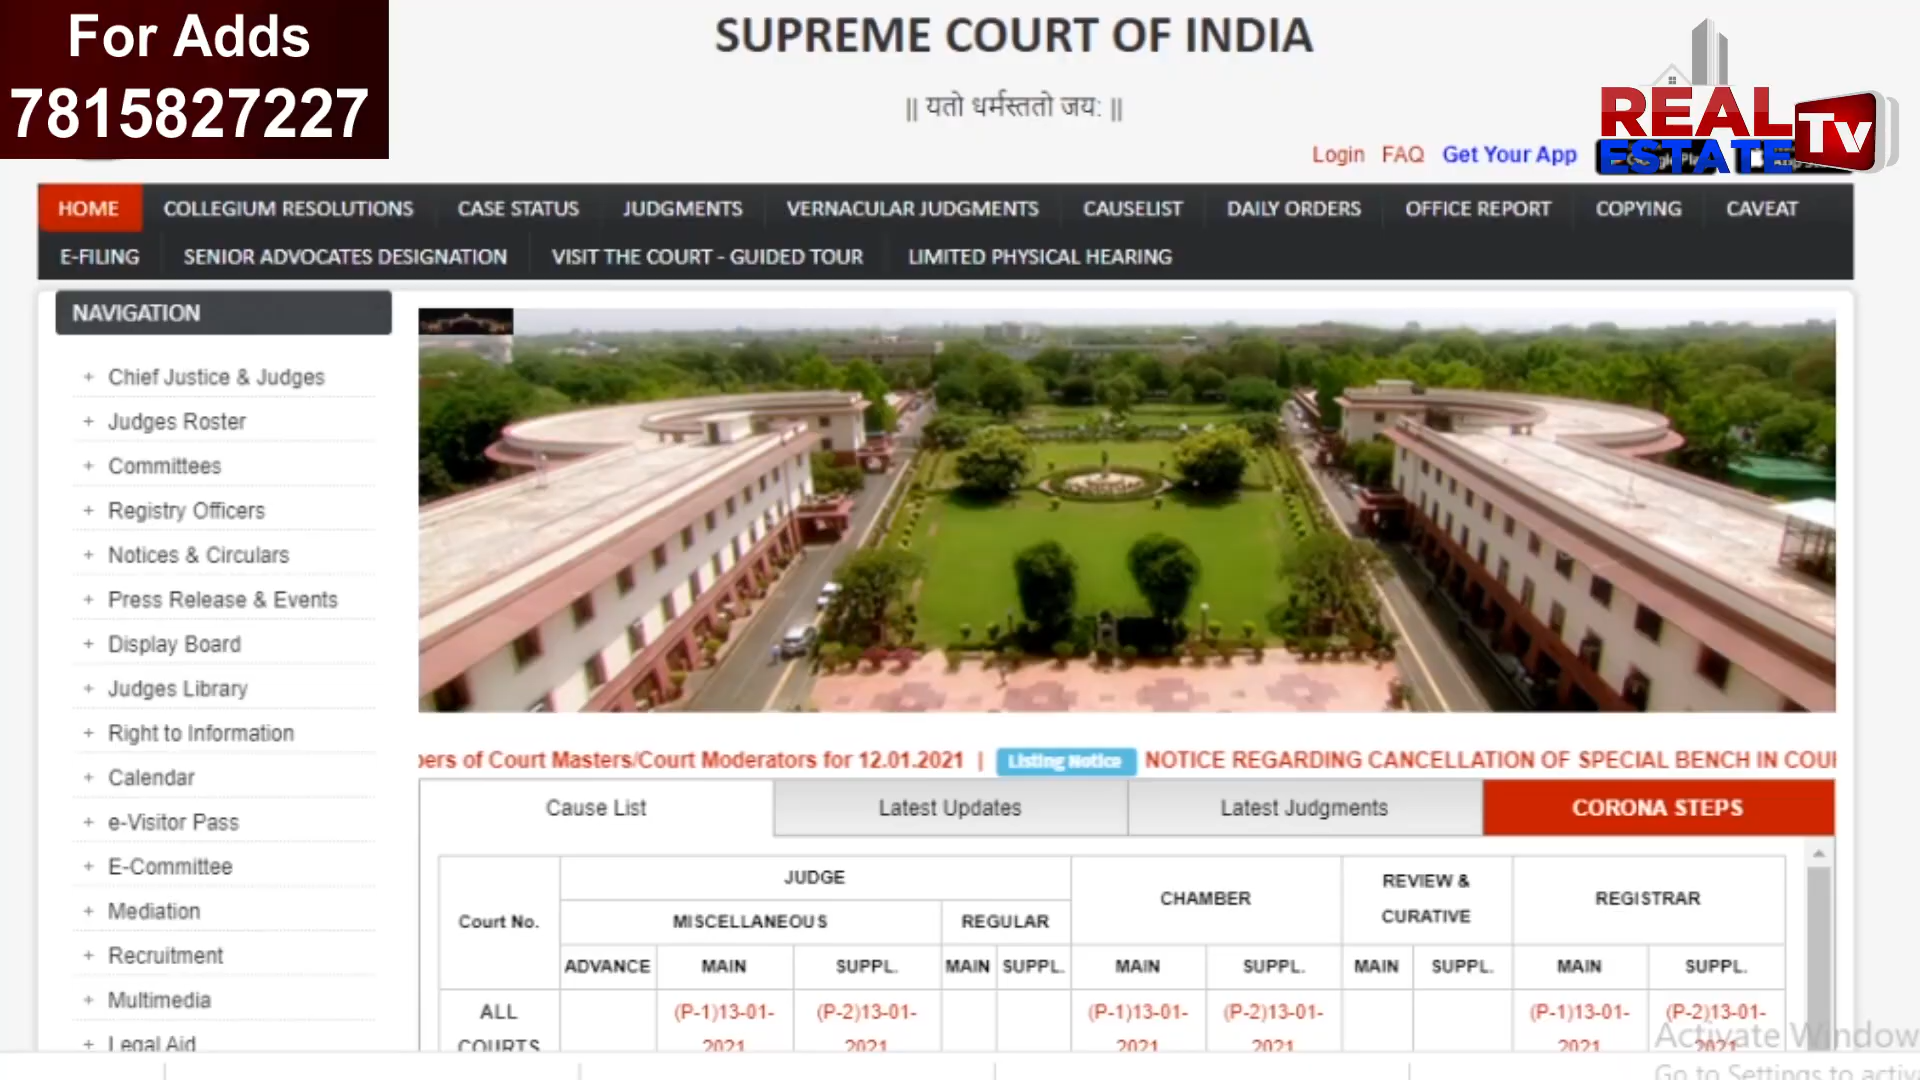 For Adds
7815827227
SUPREME COURT OF INDIA
|| यतो धर्मस्ततो जय: ||
REAL
ESTATE
Tv
Login FAQ Get Your App
HOME COLLEGIUM RESOLUTIONS CASE STATUS JUDGMENTS VERNACULAR JUDGMENTS CAUSELIST DAILY ORDERS OFFICE REPORT COPYING CAVEAT
E-FILING SENIOR ADVOCATES DESIGNATION VISIT THE COURT - GUIDED TOUR LIMITED PHYSICAL HEARING
NAVIGATION
+ Chief Justice & Judges
+ Judges Roster
+ Committees
+ Registry Officers
+ Notices & Circulars
+ Press Release & Events
+ Display Board
+ Judges Library
+ Right to Information
+ Calendar
+ e-Visitor Pass
+ E-Committee
+ Mediation
+ Recruitment
+ Multimedia
+ Legal Aid
of Court Masters/Court Moderators for 12.01.2021 | Listing Notice NOTICE REGARDING CANCELLATION OF SPECIAL BENCH IN
Cause List Latest Updates Latest Judgments CORONA STEPS
Court No. JUDGE CHAMBER REVIEW & CURATIVE REGISTRAR
MISCELLANEOUS REGULAR
ADVANCE MAIN SUPPL. MAIN SUPPL. MAIN SUPPL. MAIN SUPPL. MAIN SUPPL.
ALL (P-1)13-01- (P-2)13-01- (P-1)13-01- (P-2)13-01- (P-1)13-01- (P-2)13-01-
COURTS 2021 2021 2021 2021 2021 2021
Activate Window
Go to Settings to